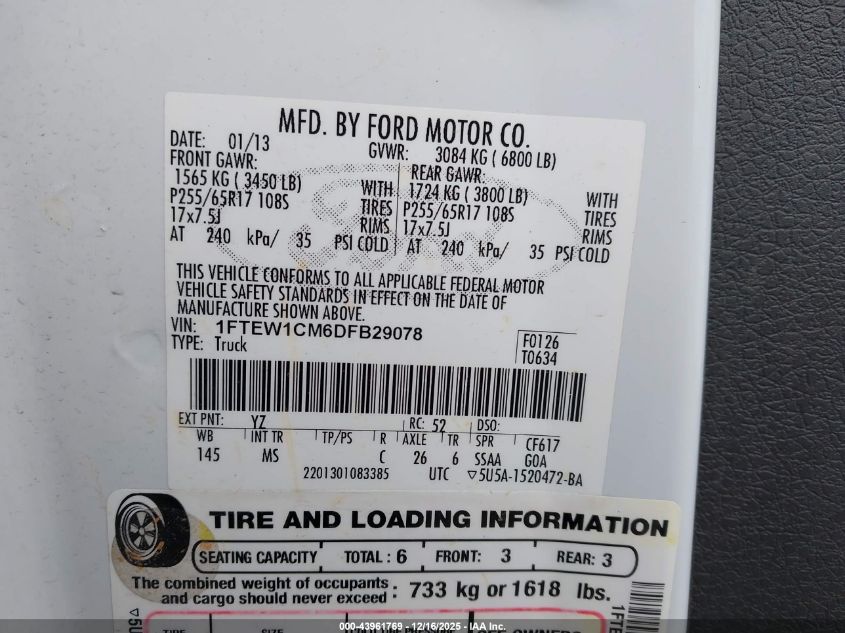 MFD. BY FORD MOTOR CO.
DATE: 01/13 GVWR: 3084 KG ( 6800 LB)
FRONT GAWR: REAR GAWR:
1565 KG ( 3450 LB) WITH 1724 KG ( 3800 LB) WITH
P255/65R17 108S TIRES P255/65R17 108S TIRES
17x7.5J RIMS 17x7.5J RIMS
AT 240 kPa/ 35 PSI COLD AT 240 kPa/ 35 PSI COLD
THIS VEHICLE CONFORMS TO ALL APPLICABLE FEDERAL MOTOR
VEHICLE SAFETY STANDARDS IN EFFECT ON THE DATE OF
MANUFACTURE SHOWN ABOVE.
VIN: 1FTEW1CM6DFB29078
TYPE: Truck
F0126
T0634
EXT PNT: YZ RC: 52 DSO:
WB INT TR TP/PS R AXLE TR SPR CF617
145 MS C 26 6 SSAA GOA
2201301083385 UTC ▽5U5A-1520472-BA
TIRE AND LOADING INFORMATION
SEATING CAPACITY TOTAL : 6 FRONT: 3 REAR: 3
The combined weight of occupants
and cargo should never exceed : 733 kg or 1618 lbs.
TIRE SIZE
1FTE
▽5U
000-43961769 - 12/16/2025 - IAA, Inc.